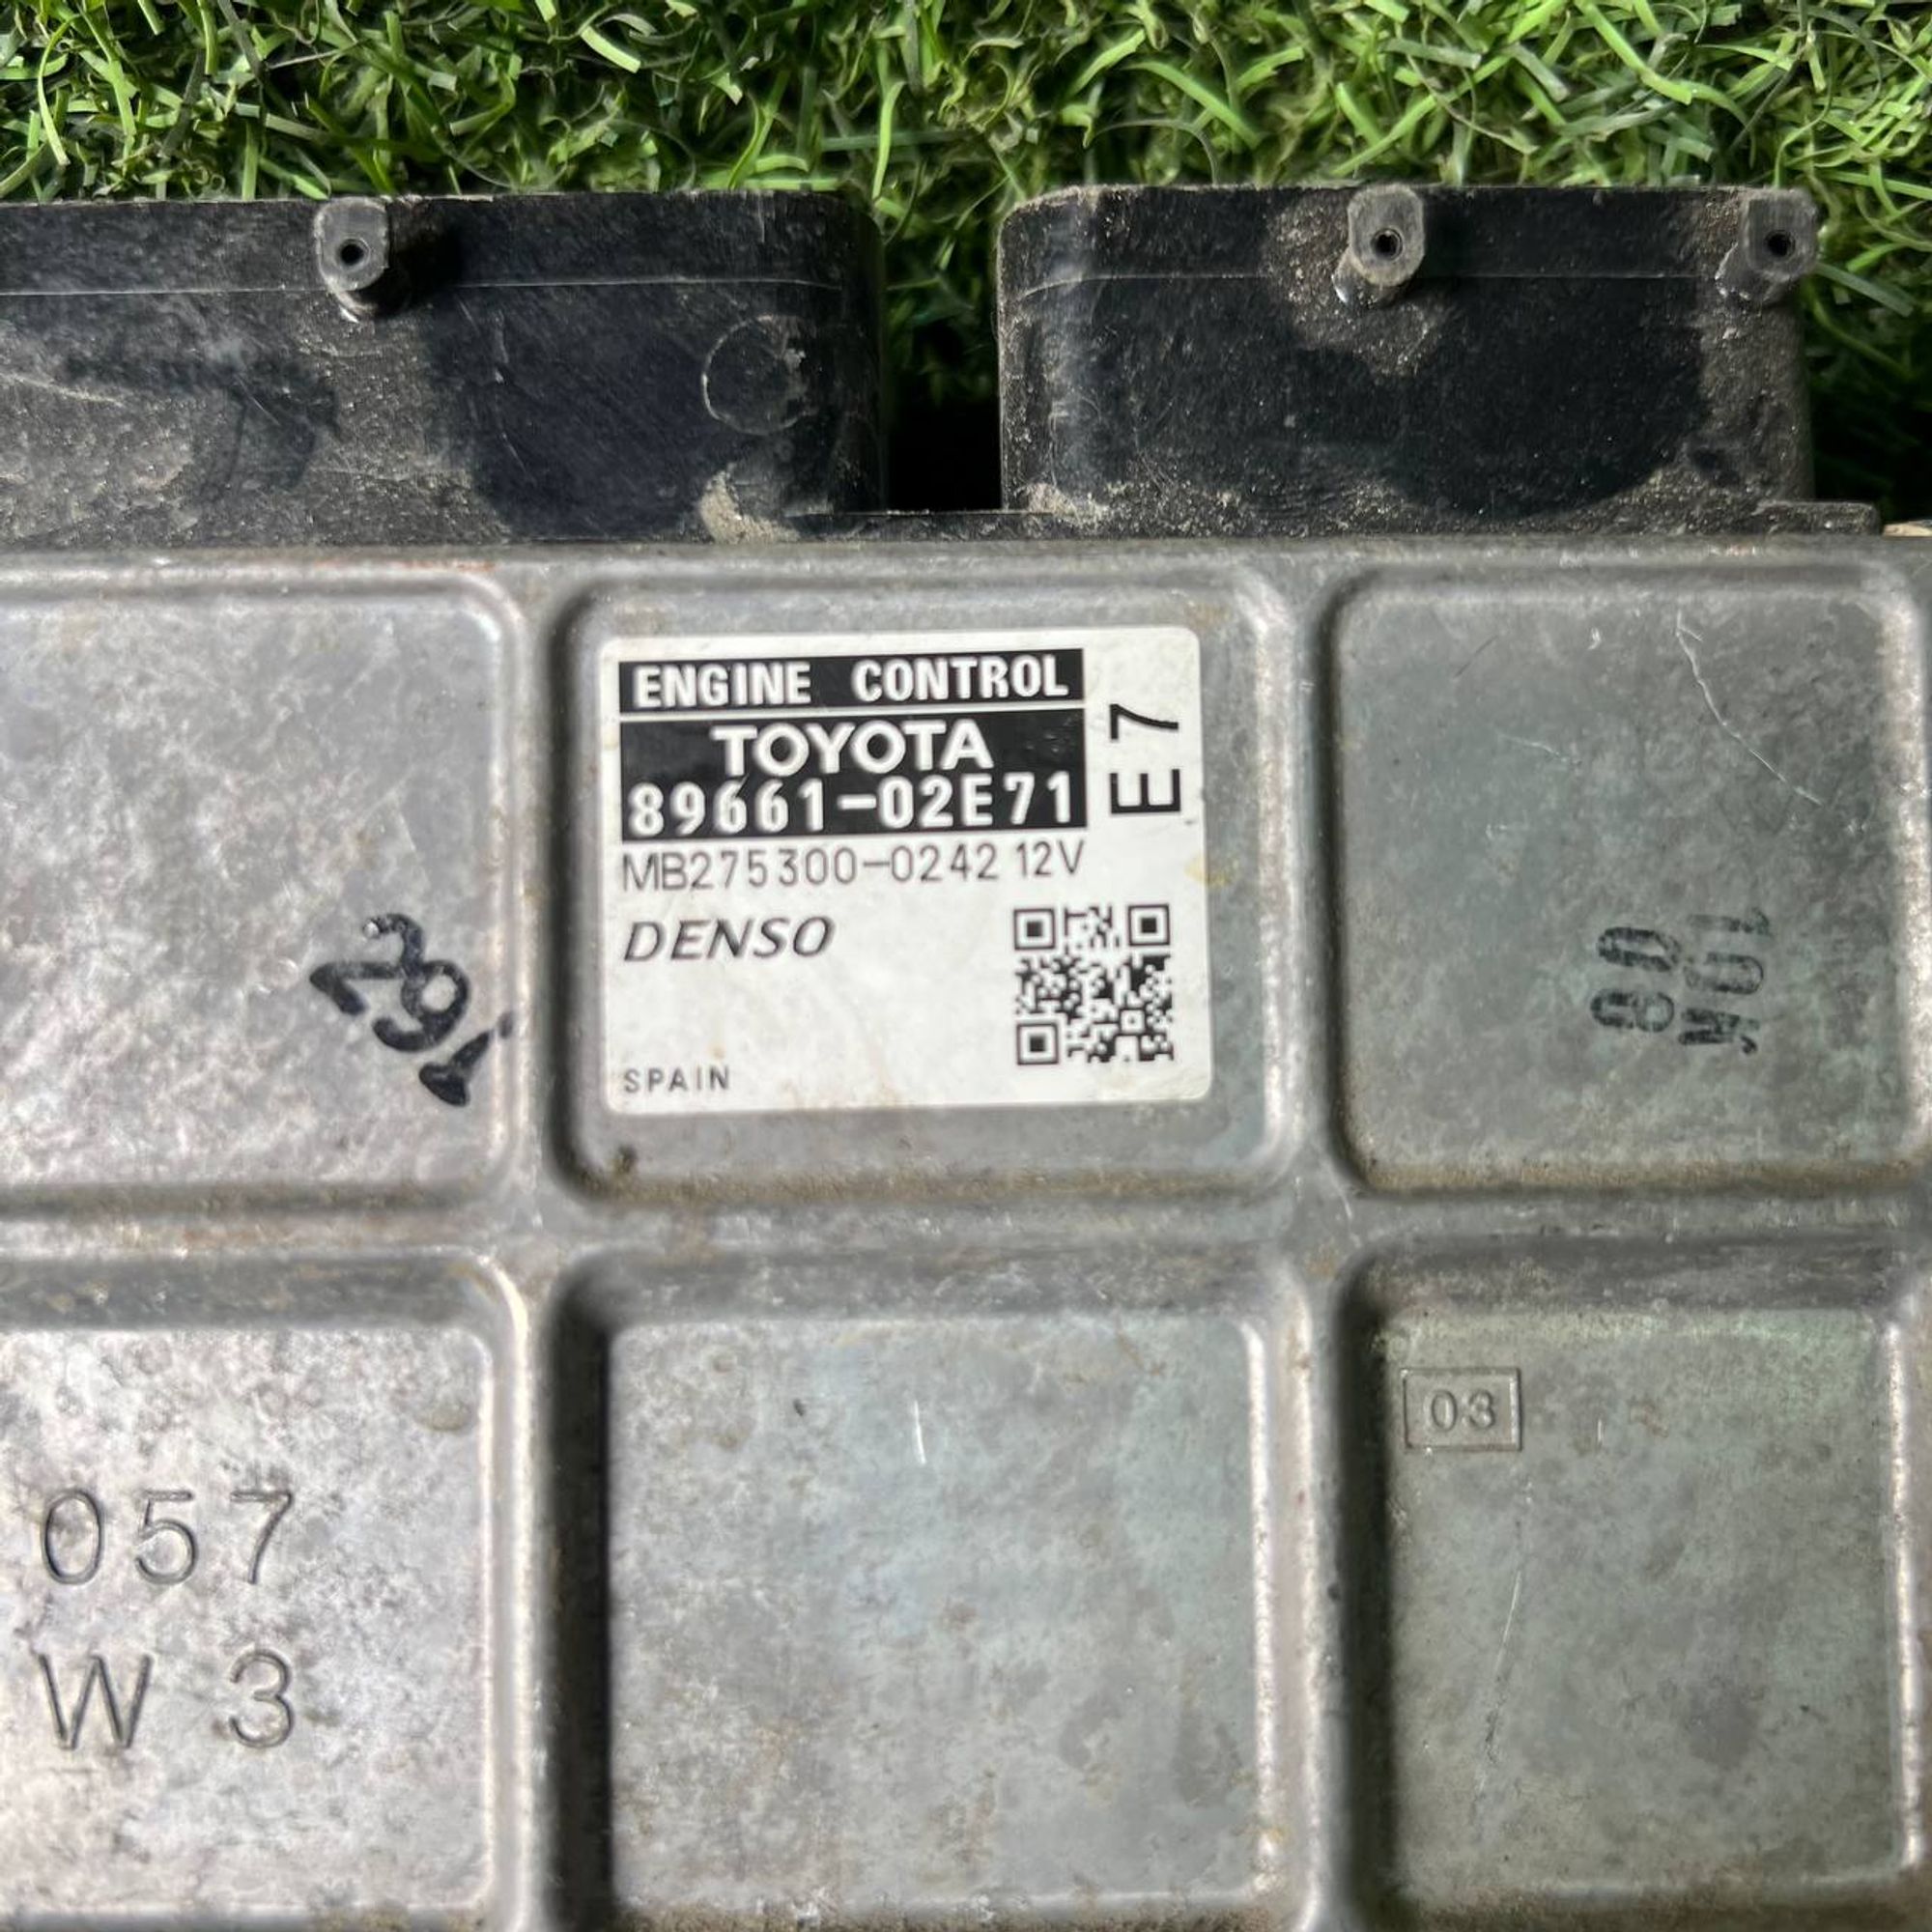 ENGINE CONTROL
TOYOTA
89661-02E71
E7
MB275300-0242 12V
DENSO
SPAIN
03
057
W 3